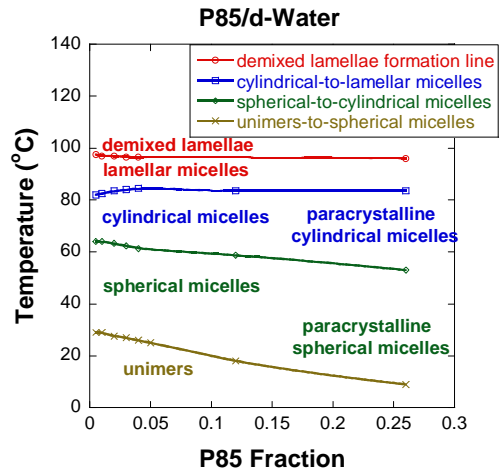 P85/d-Water
140
120
100
80
60
40
20
0
Temperature (°C)
demixed lamellae formation line
cylindrical-to-lamellar micelles
spherical-to-cylindrical micelles
unimers-to-spherical micelles
demixed lamellae
lamellar micelles
cylindrical micelles
paracrystalline
cylindrical micelles
spherical micelles
paracrystalline
spherical micelles
unimers
0 0.05 0.1 0.15 0.2 0.25 0.3
P85 Fraction